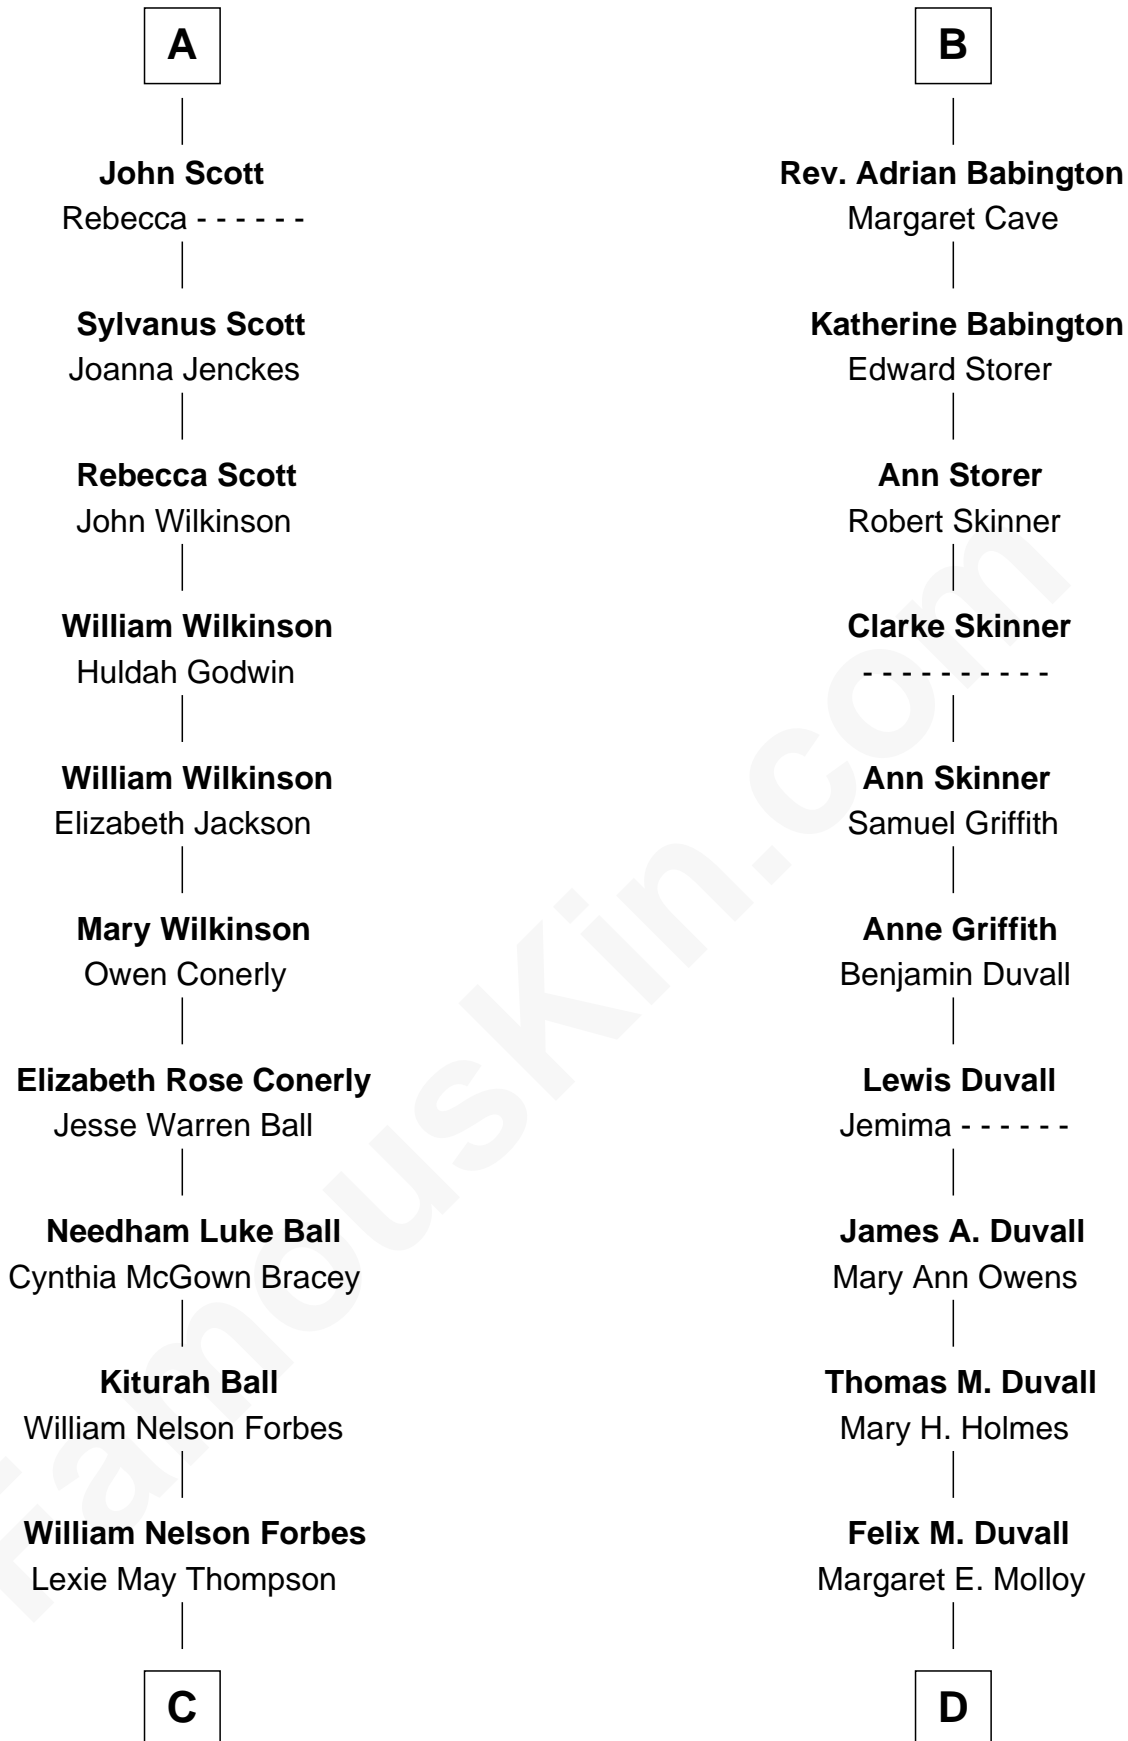 A
John Scott
Rebecca - - - - - -
Sylvanus Scott
Joanna Jenckes
Rebecca Scott
John Wilkinson
William Wilkinson
Huldah Godwin
William Wilkinson
Elizabeth Jackson
Mary Wilkinson
Owen Conerly
Elizabeth Rose Conerly
Jesse Warren Ball
Needham Luke Ball
Cynthia McGown Bracey
Kiturah Ball
William Nelson Forbes
William Nelson Forbes
Lexie May Thompson
C
B
Rev. Adrian Babington
Margaret Cave
Katherine Babington
Edward Storer
Ann Storer
Robert Skinner
Clarke Skinner
- - - - - - - - - -
Ann Skinner
Samuel Griffith
Anne Griffith
Benjamin Duvall
Lewis Duvall
Jemima - - - - - -
James A. Duvall
Mary Ann Owens
Thomas M. Duvall
Mary H. Holmes
Felix M. Duvall
Margaret E. Molloy
D
FamousKin.com